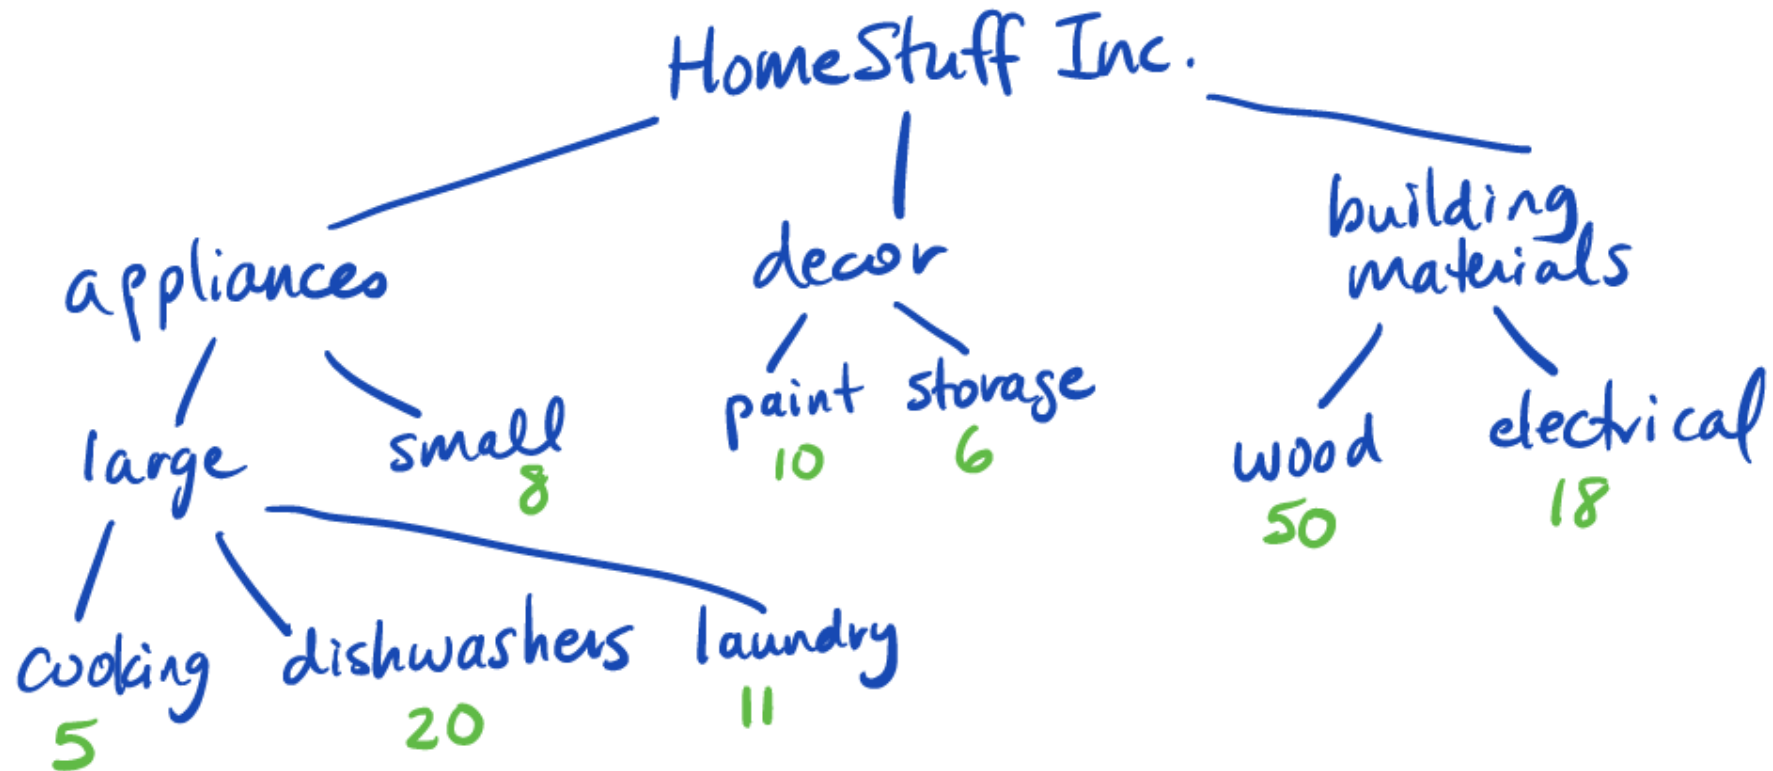 HomeStuff Inc.
appliances
decor
building
materials
large
small
8
paint
10
storage
6
wood
50
electrical
18
cooking
5
dishwashers
20
laundry
11